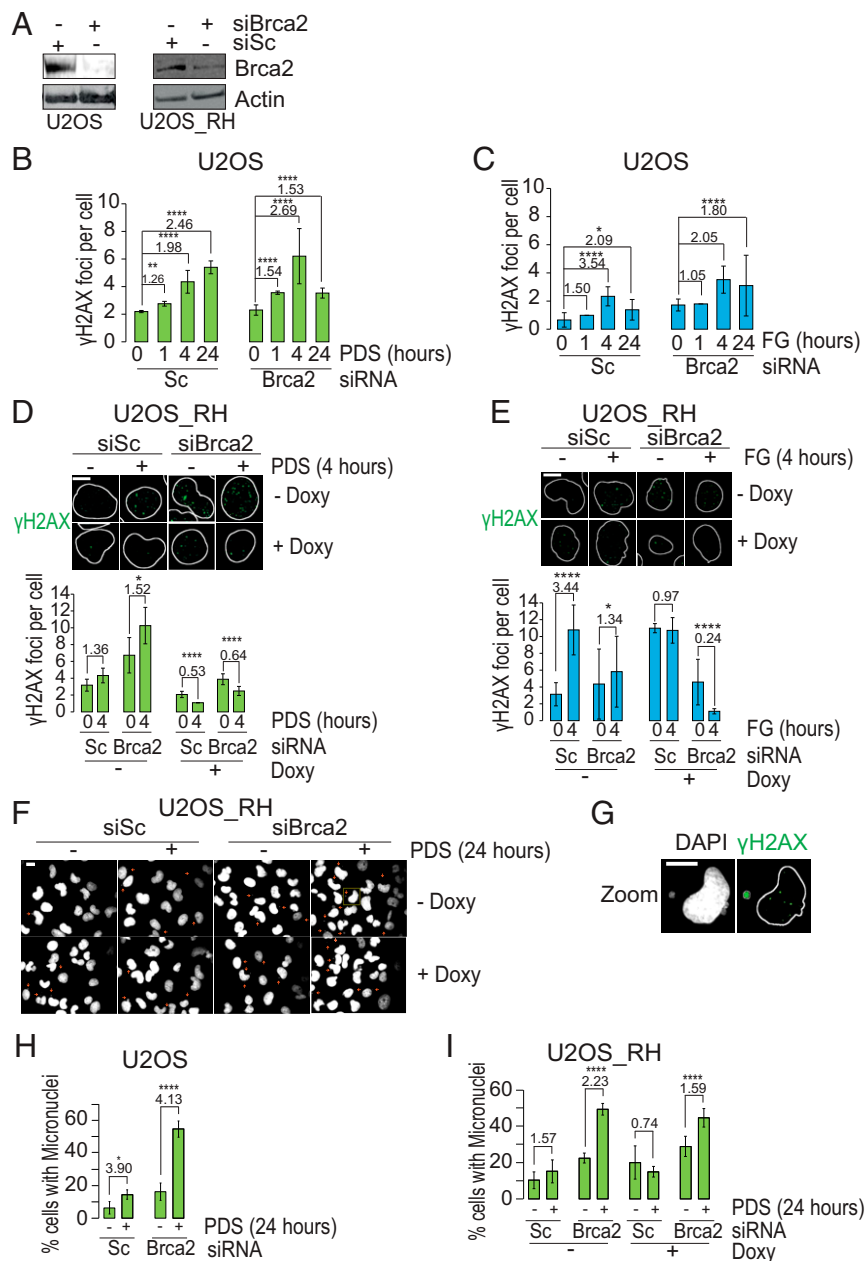 A
- + siBrca2
+ - siSc
- + siBrca2
+ - siSc
Brca2
Actin
U2OS
U2OS_RH
B
U2OS
γH2AX foci per cell
10
8
6
4
2
0
****
2.46
****
1.98
**
1.26
****
1.53
****
2.69
****
1.54
0 1 4 24 0 1 4 24 PDS (hours)
Sc Brca2 siRNA
C
U2OS
γH2AX foci per cell
10
8
6
4
2
0
*
2.09
****
3.54
1.50
****
1.80
2.05
1.05
0 1 4 24 0 1 4 24 FG (hours)
Sc Brca2 siRNA
D
U2OS_RH
siSc siBrca2
- + - + PDS (4 hours)
γH2AX
- Doxy
+ Doxy
γH2AX foci per cell
14
12
10
8
6
4
2
0
1.36
*
1.52
****
0.53
****
0.64
0 4 0 4 0 4 0 4 PDS (hours)
Sc Brca2 Sc Brca2 siRNA
- + Doxy
E
U2OS_RH
siSc siBrca2
- + - + FG (4 hours)
γH2AX
- Doxy
+ Doxy
γH2AX foci per cell
14
12
10
8
6
4
2
0
****
3.44
*
1.34
0.97
****
0.24
0 4 0 4 0 4 0 4 FG (hours)
Sc Brca2 Sc Brca2 siRNA
- + Doxy
F
U2OS_RH
siSc siBrca2
- + - + PDS (24 hours)
- Doxy
+ Doxy
G
DAPI γH2AX
Zoom
H
U2OS
% cells with Micronuclei
60
40
20
0
*
3.90
****
4.13
- + - + PDS (24 hours)
Sc Brca2 siRNA
I
U2OS_RH
% cells with Micronuclei
60
40
20
0
1.57
****
2.23
0.74
****
1.59
- + - + - + - + PDS (24 hours)
Sc Brca2 Sc Brca2 siRNA
- + Doxy